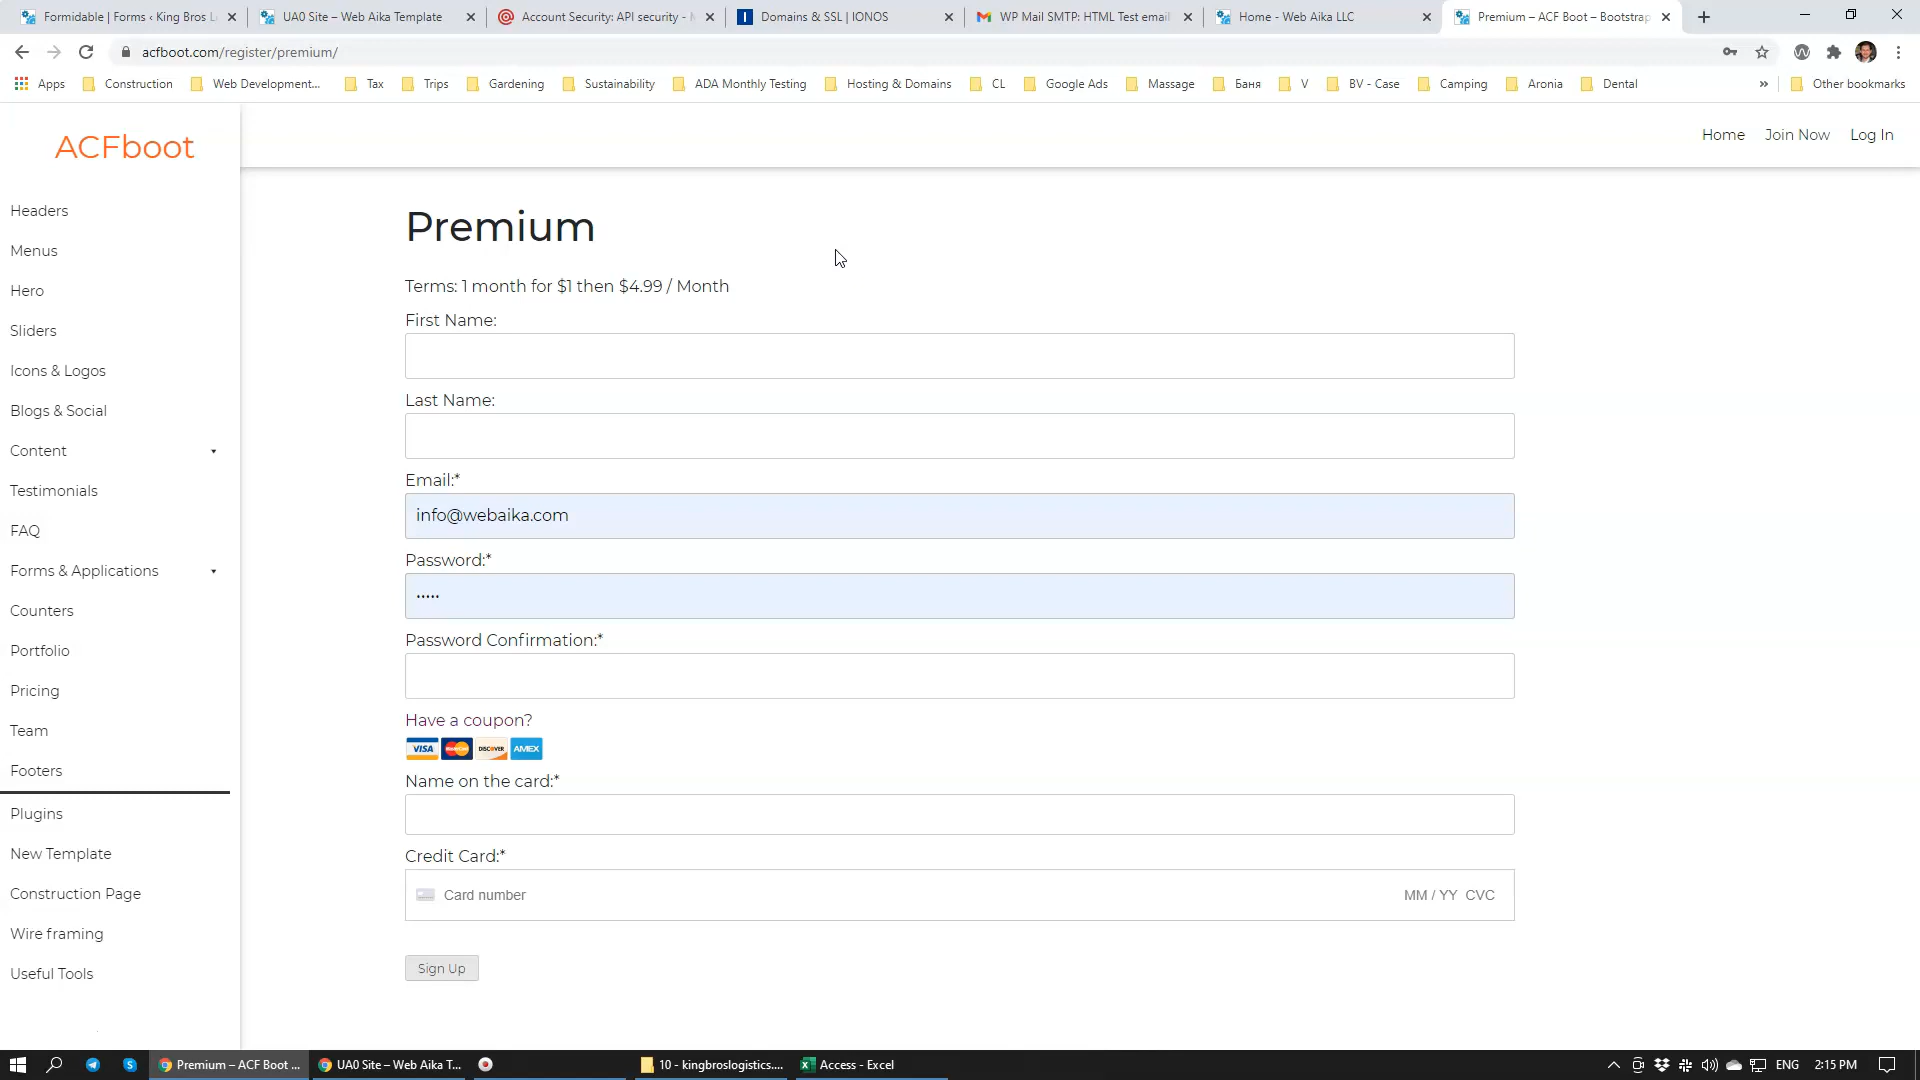 Formidable | Forms ‹ King Bros L
UA0 Site – Web Aika Template
Account Security: API security -
Domains & SSL | IONOS
WP Mail SMTP: HTML Test email
Home - Web Aika LLC
Premium – ACF Boot – Bootstrap
acfboot.com/register/premium/
Apps
Construction
Web Development...
Tax
Trips
Gardening
Sustainability
ADA Monthly Testing
Hosting & Domains
CL
Google Ads
Massage
Баня
V
BV - Case
Camping
Aronia
Dental
»
Other bookmarks
ACFboot
Home
Join Now
Log In
Headers
Menus
Hero
Sliders
Icons & Logos
Blogs & Social
Content
Testimonials
FAQ
Forms & Applications
Counters
Portfolio
Pricing
Team
Footers
Plugins
New Template
Construction Page
Wire framing
Useful Tools
Premium
Terms: 1 month for $1 then $4.99 / Month
First Name:
Last Name:
Email:*
info@webaika.com
Password:*
•••••
Password Confirmation:*
Have a coupon?
VISA
MasterCard
DISCOVER
AMEX
Name on the card:*
Credit Card:*
Card number
MM / YY CVC
Sign Up
Premium – ACF Boot ...
UA0 Site – Web Aika T...
10 - kingbroslogistics....
Access - Excel
ENG
2:15 PM